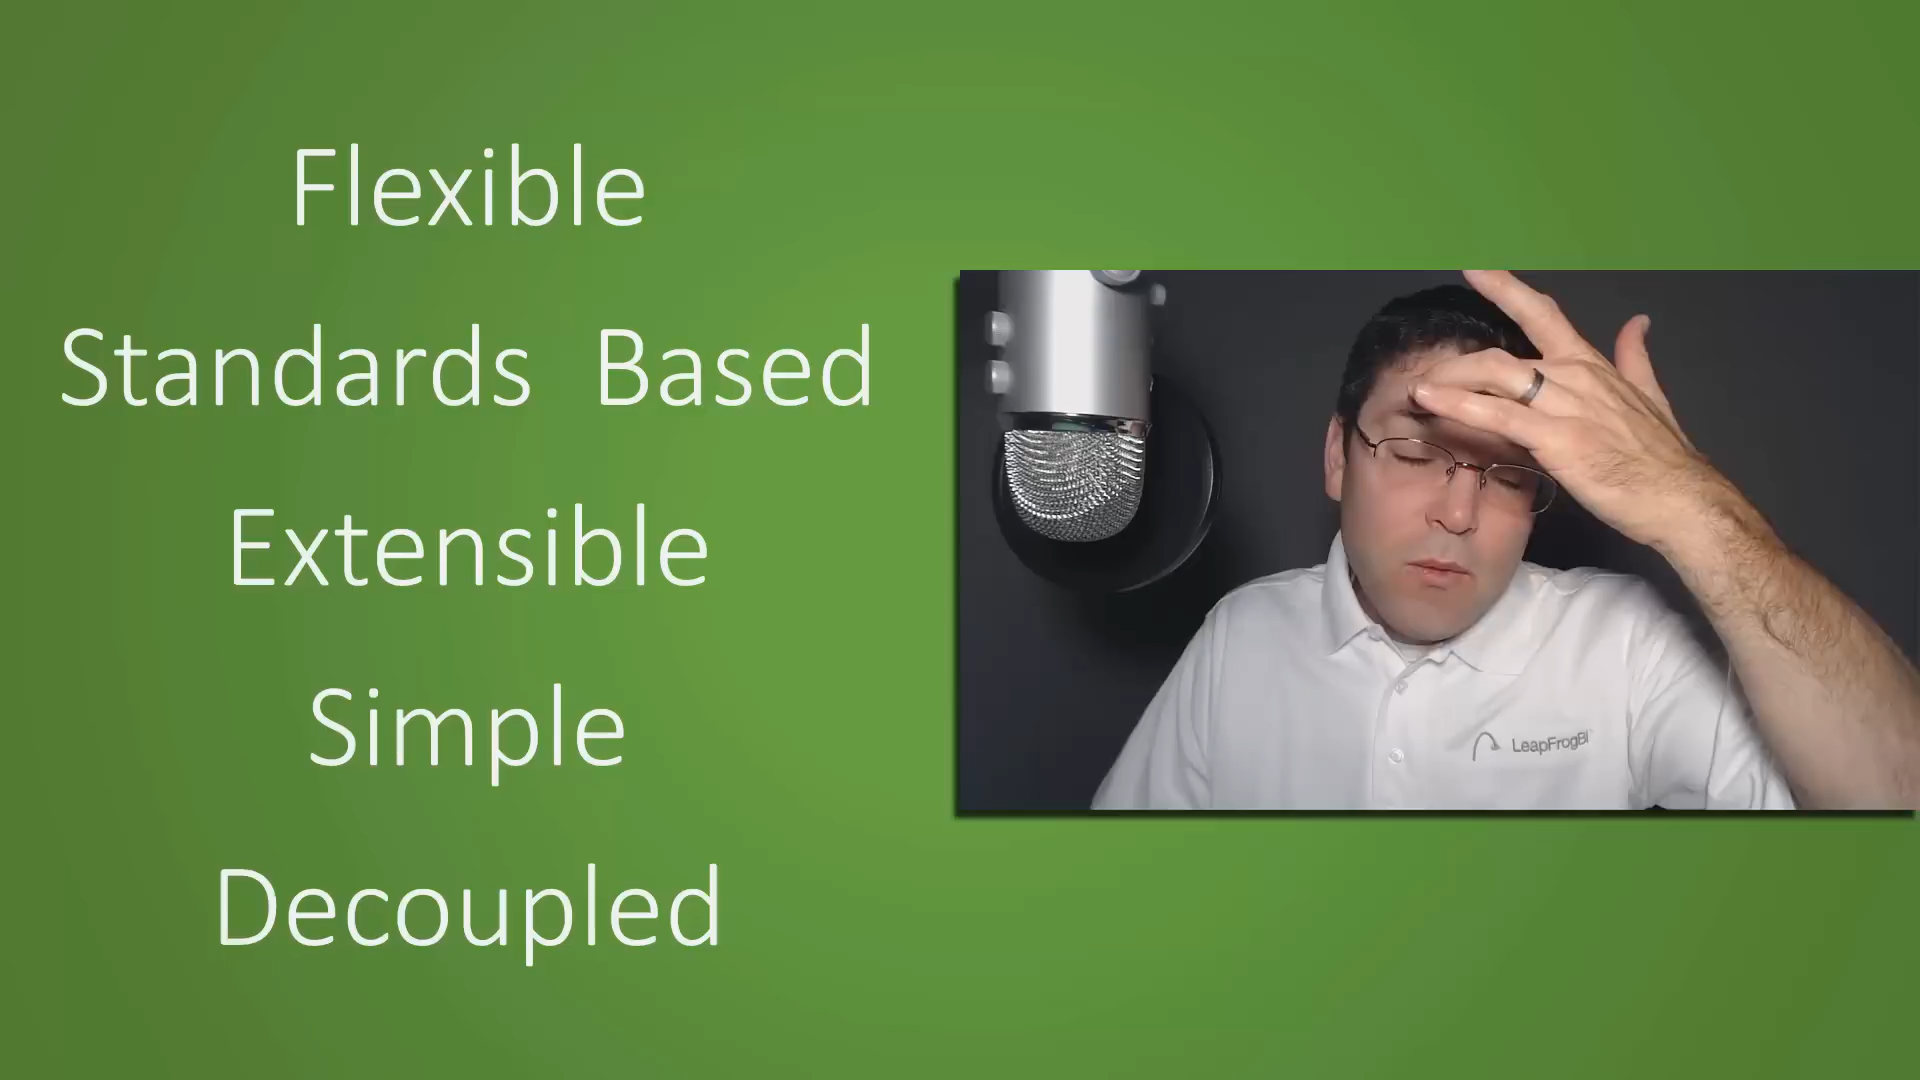 Flexible
Standards Based
Extensible
Simple
Decoupled
LeapFrogBI